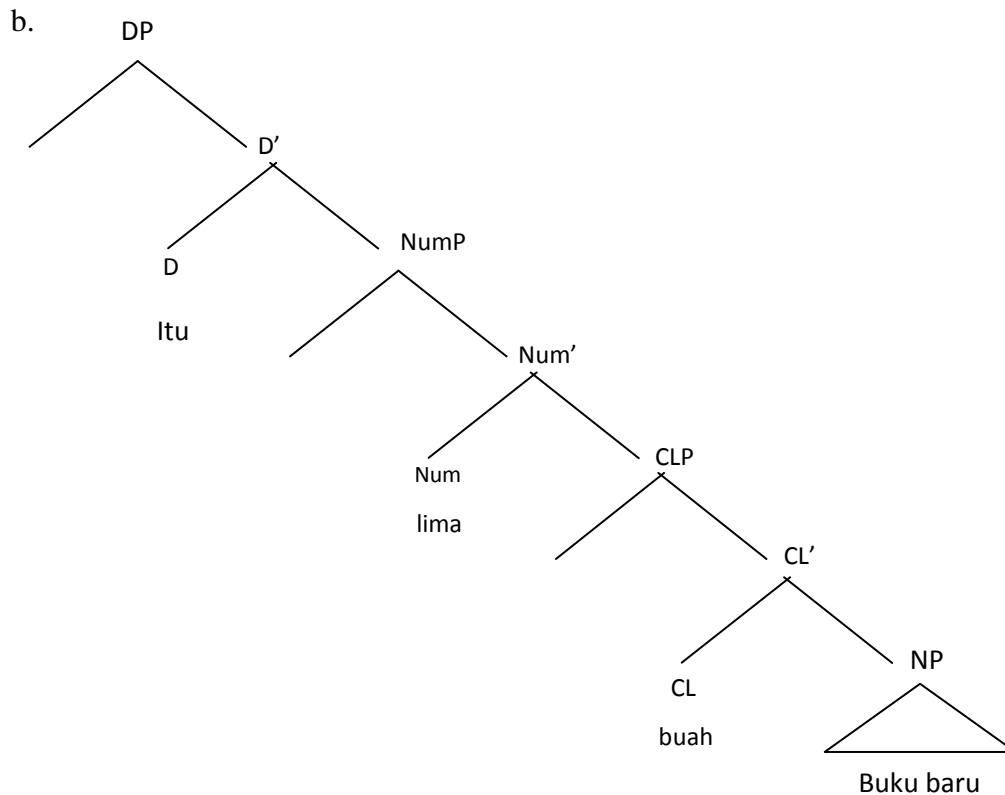 b.
DP
D’
D
NumP
Itu
Num’
Num
CLP
lima
CL’
CL
NP
buah
Buku baru